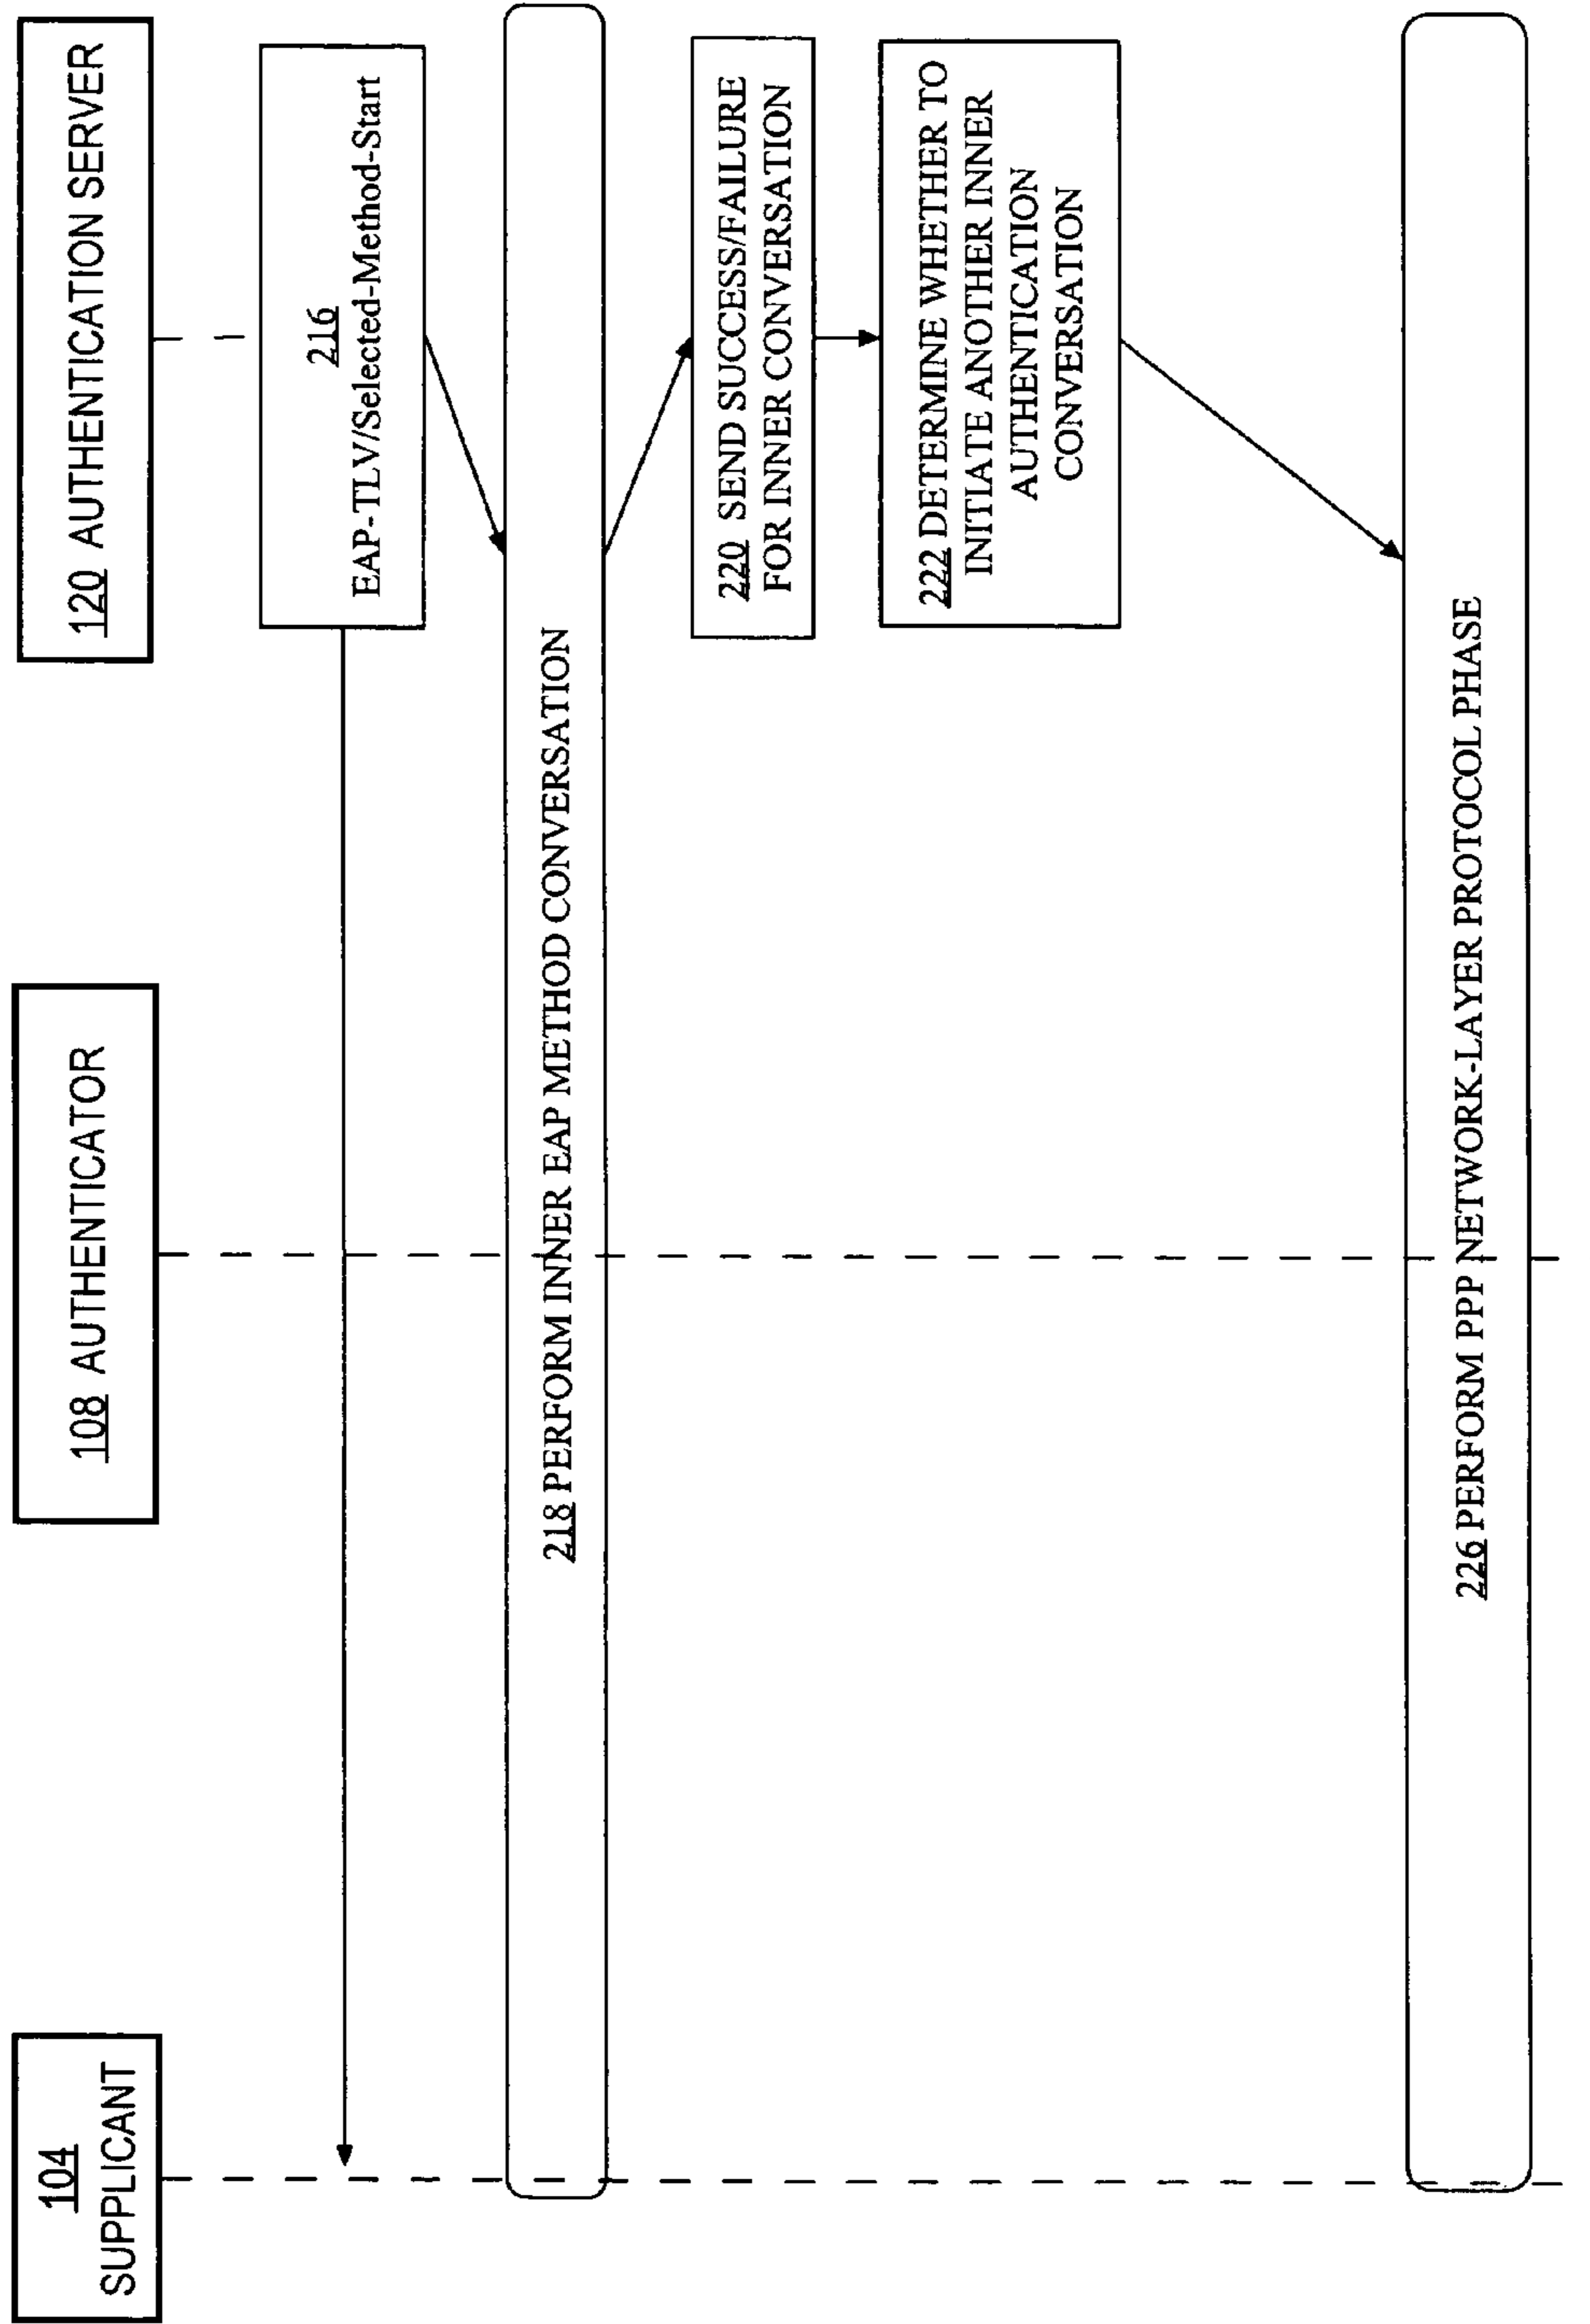 104
SUPPLICANT
108 AUTHENTICATOR
120 AUTHENTICATION SERVER
216
EAP-TLV/Selected-Method-Start
218 PERFORM INNER EAP METHOD CONVERSATION
220 SEND SUCCESS/FAILURE
FOR INNER CONVERSATION
222 DETERMINE WHETHER TO
INITIATE ANOTHER INNER
AUTHENTICATION
CONVERSATION
226 PERFORM PPP NETWORK-LAYER PROTOCOL PHASE